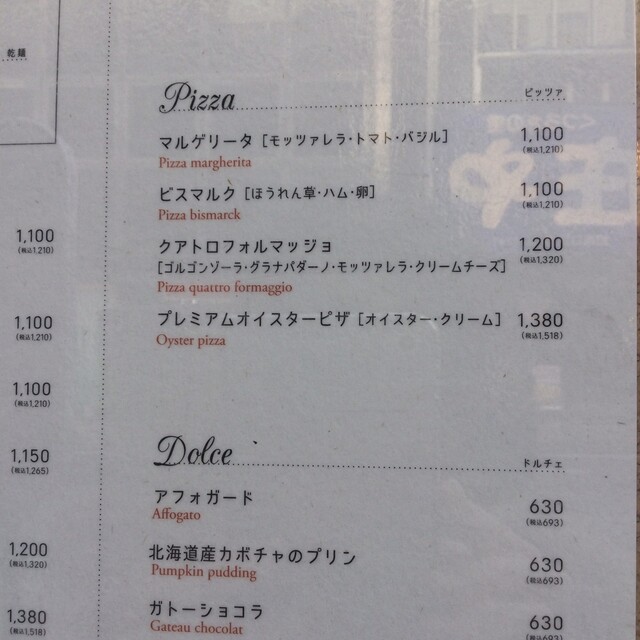 乾麺
1,100
(税込1,210)
1,100
(税込1,210)
1,100
(税込1,210)
1,150
(税込1,265)
1,200
(税込1,320)
1,380
(税込1,518)
Pizza ピッツァ
マルゲリータ [モッツァレラ・トマト・バジル] 1,100
Pizza margherita (税込1,210)
ビスマルク [ほうれん草・ハム・卵] 1,100
Pizza bismarck (税込1,210)
クアトロフォルマッジョ 1,200
[ゴルゴンゾーラ・グラナパダーノ・モッツァレラ・クリームチーズ] (税込1,320)
Pizza quattro formaggio
プレミアムオイスターピザ [オイスター・クリーム] 1,380
Oyster pizza (税込1,518)
Dolce ドルチェ
アフォガード 630
Affogato (税込693)
北海道産カボチャのプリン 630
Pumpkin pudding (税込693)
ガトーショコラ 630
Gateau chocolat (税込693)